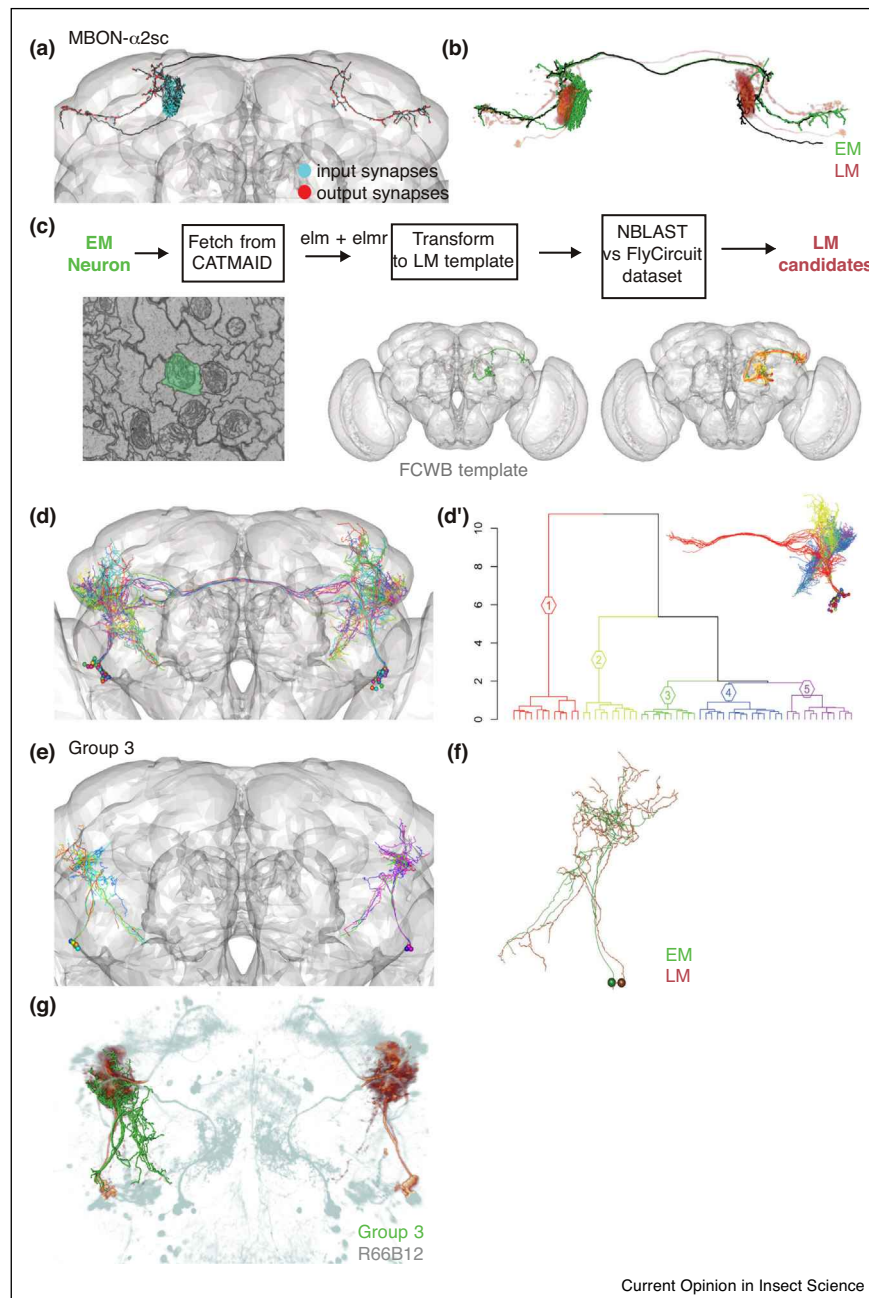 (a) MBON-α2sc
input synapses
output synapses
(b)
EM
LM
(c)
EM
Neuron
Fetch from
CATMAID
elm + elmr
Transform
to LM template
NBLAST
vs FlyCircuit
dataset
LM
candidates
FCWB template
(d)
(d')
10
8
6
4
2
0
1
2
3
4
5
(e) Group 3
(f)
EM
LM
(g)
Group 3
R66B12
Current Opinion in Insect Science